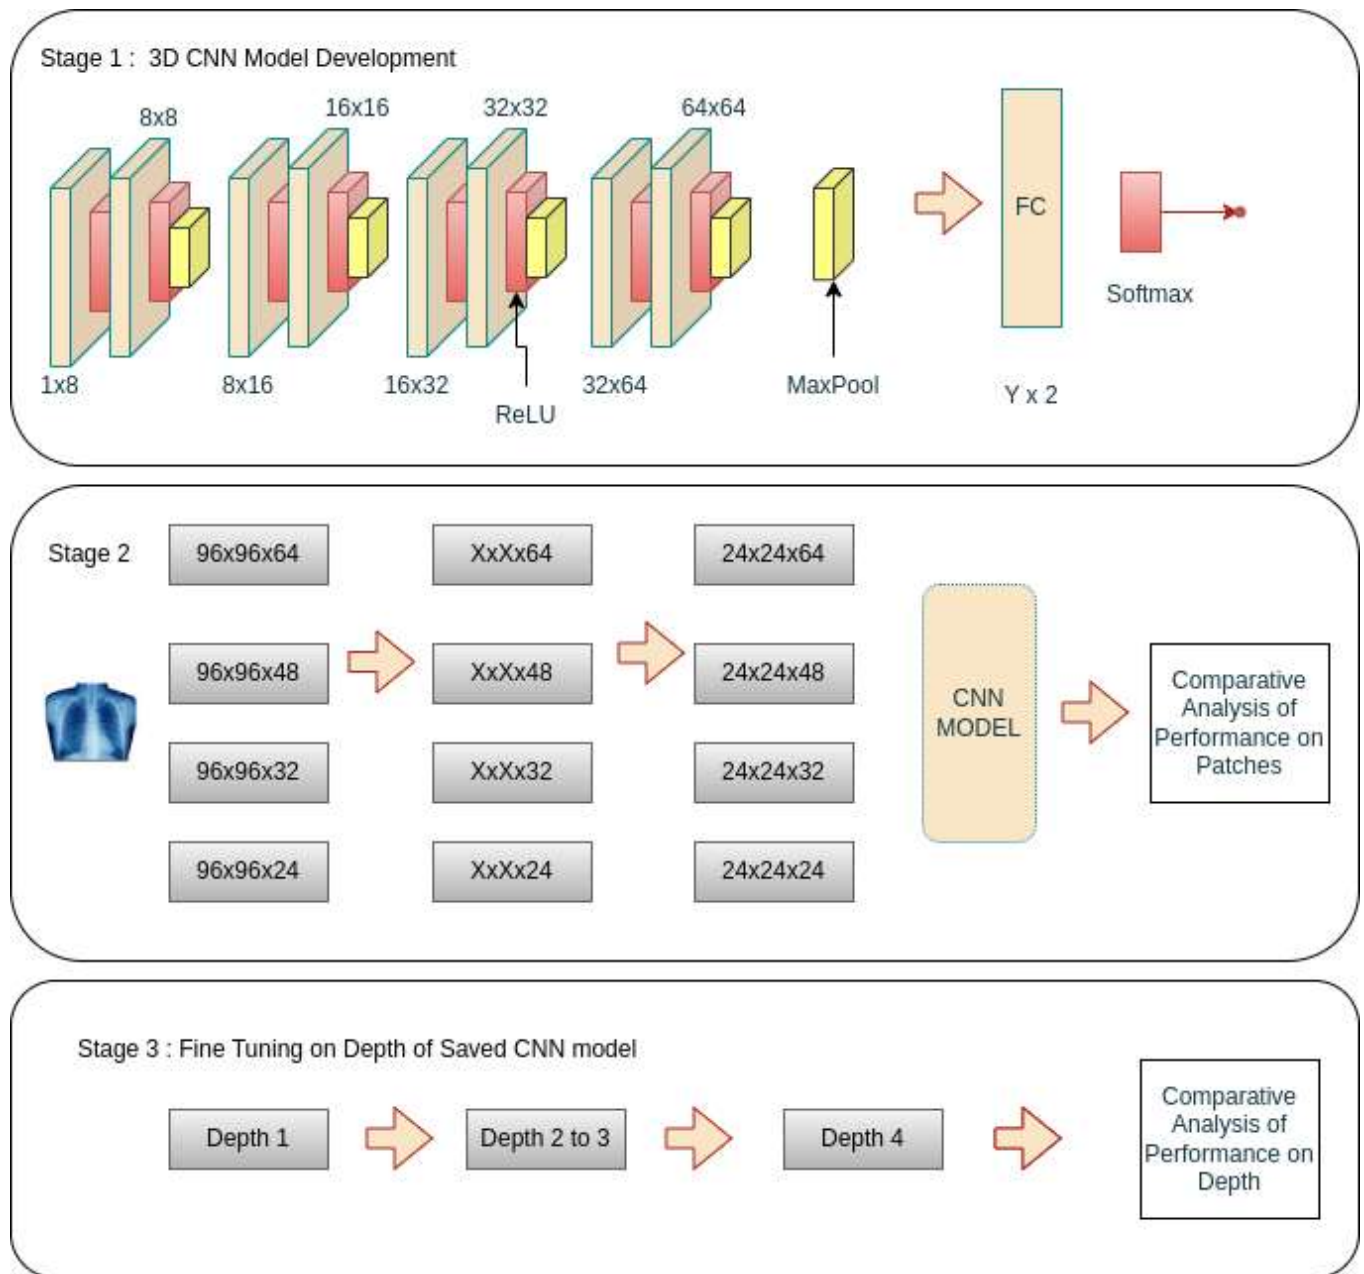 Stage 1 :  3D CNN Model Development
8x8
16x16
32x32
64x64
FC
Softmax
1x8
8x16
16x32
32x64
ReLU
MaxPool
Y x 2
Stage 2
96x96x64
XxXx64
24x24x64
96x96x48
XxXx48
24x24x48
96x96x32
XxXx32
24x24x32
96x96x24
XxXx24
24x24x24
CNN
MODEL
Comparative
Analysis of
Performance on
Patches
Stage 3 : Fine Tuning on Depth of Saved CNN model
Depth 1
Depth 2 to 3
Depth 4
Comparative
Analysis of
Performance on
Depth